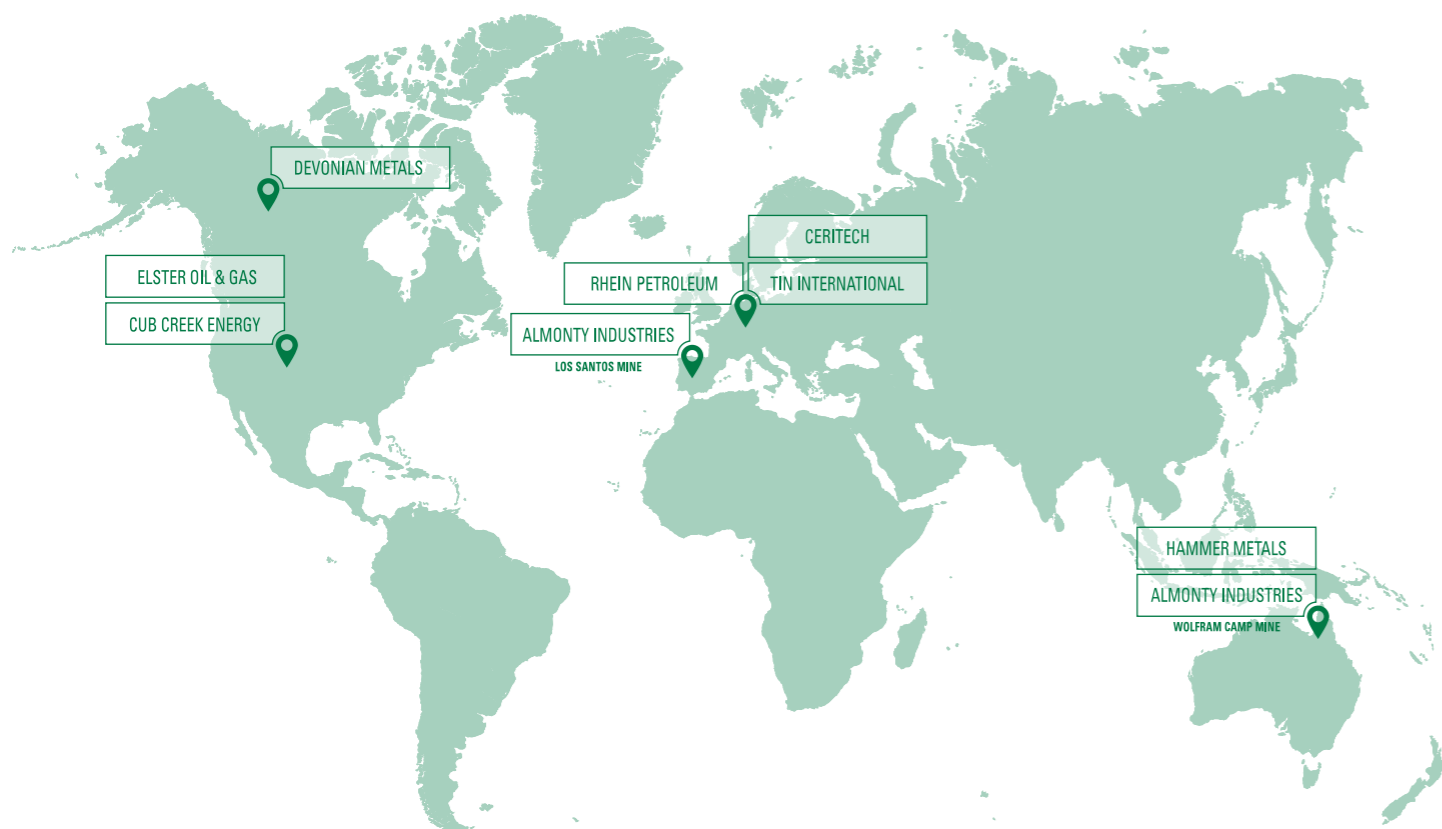 DEVONIAN METALS
ELSTER OIL & GAS
CUB CREEK ENERGY
CERITECH
RHEIN PETROLEUM
TIN INTERNATIONAL
ALMONTY INDUSTRIES
LOS SANTOS MINE
HAMMER METALS
ALMONTY INDUSTRIES
WOLFRAM CAMP MINE